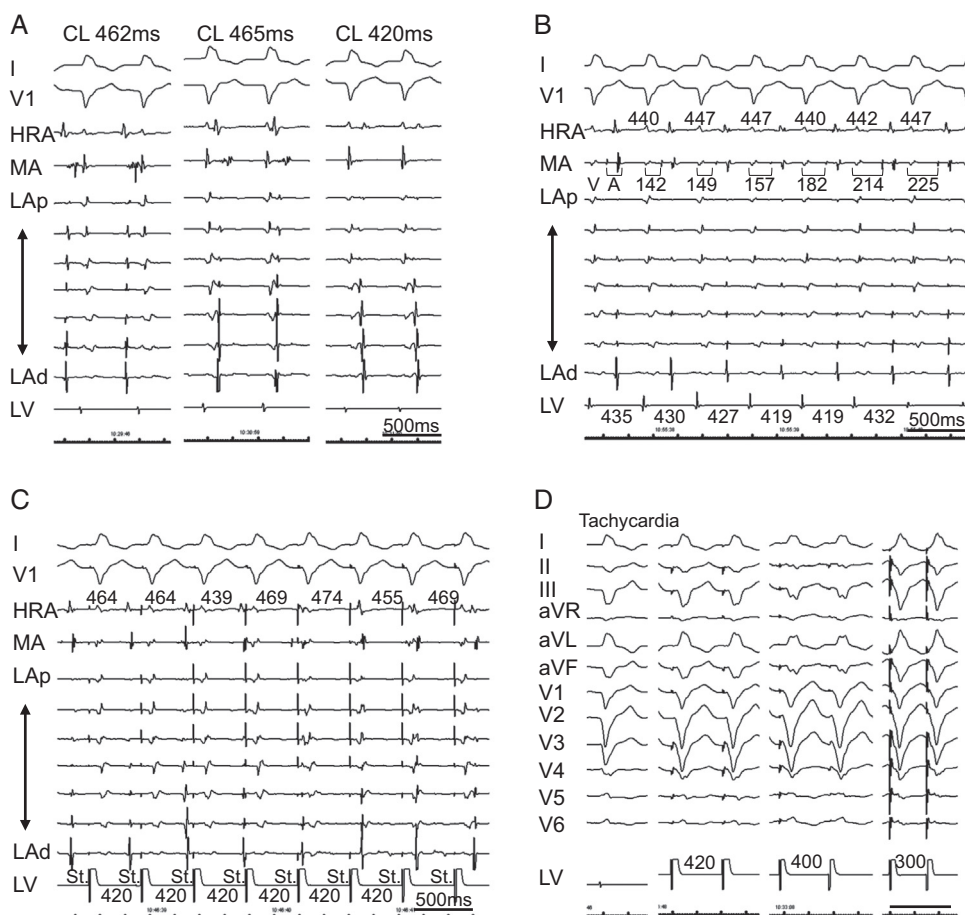 A
CL 462ms CL 465ms CL 420ms
I
V1
HRA
MA
LAp
LAd
LV
500ms
B
I
V1
440 447 447 440 442 447
HRA
MA
V A 142 149 157 182 214 225
LAp
LAd
LV
435 430 427 419 419 432 500ms
C
I
V1
464 464 439 469 474 455 469
HRA
MA
LAp
LAd
St. St. St. St. St. St. St. St.
LV
420 420 420 420 420 420 500ms
D
Tachycardia
I
II
III
aVR
aVL
aVF
V1
V2
V3
V4
V5
V6
LV 420 400 300